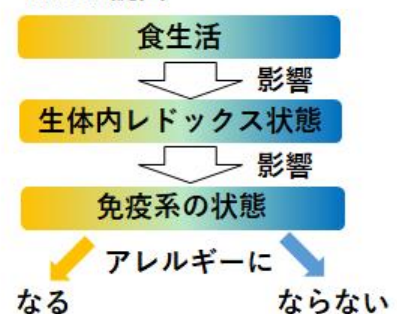 食生活
影響
生体内レドックス状態
影響
免疫系の状態
アレルギーに
なる
ならない